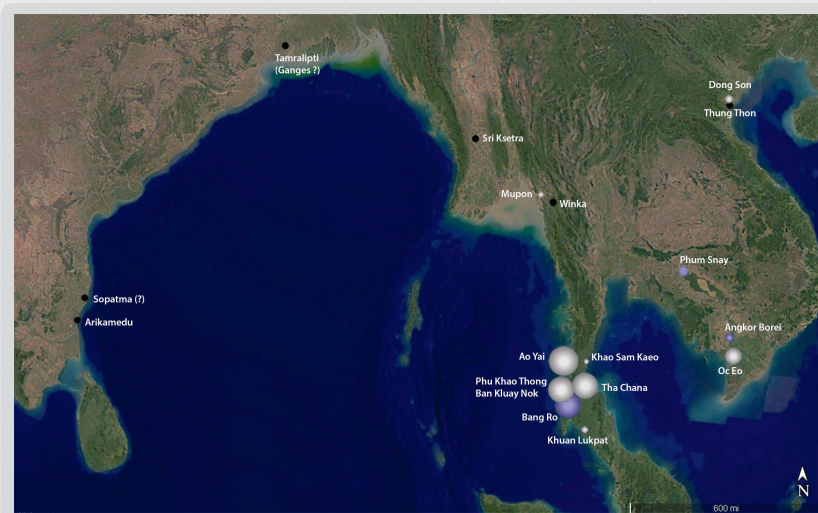 Tamralipti
(Ganges ?)
Dong Son
Thung Thon
Sri Ksetra
Mupon
Winka
Phum Snay
Sopatma (?)
Arikamedu
Angkor Borei
Ao Yai
Khao Sam Kaeo
Oc Eo
Phu Khao Thong
Ban Kluay Nok
Tha Chana
Bang Ro
Khuan Lukpat
N
600 mi